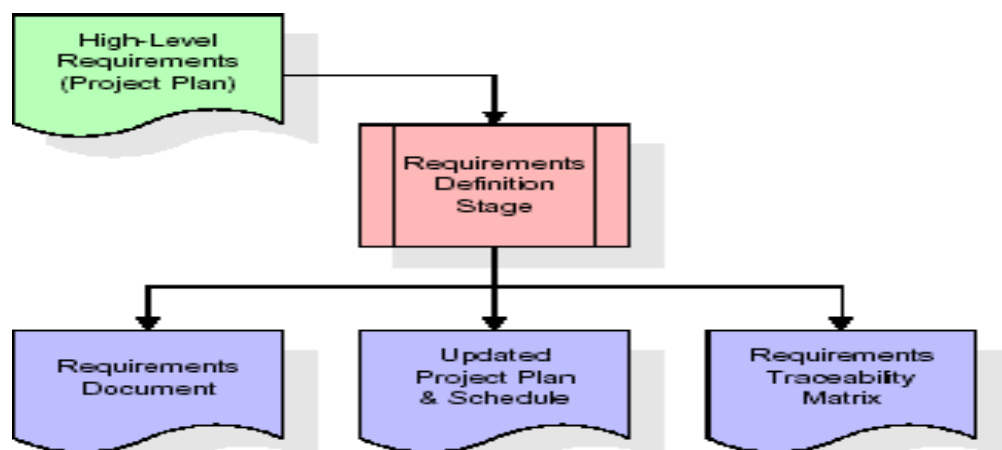 High-Level
Requirements
(Project Plan)
Requirements
Definition
Stage
Requirements
Document
Updated
Project Plan
& Schedule
Requirements
Traceability
Matrix